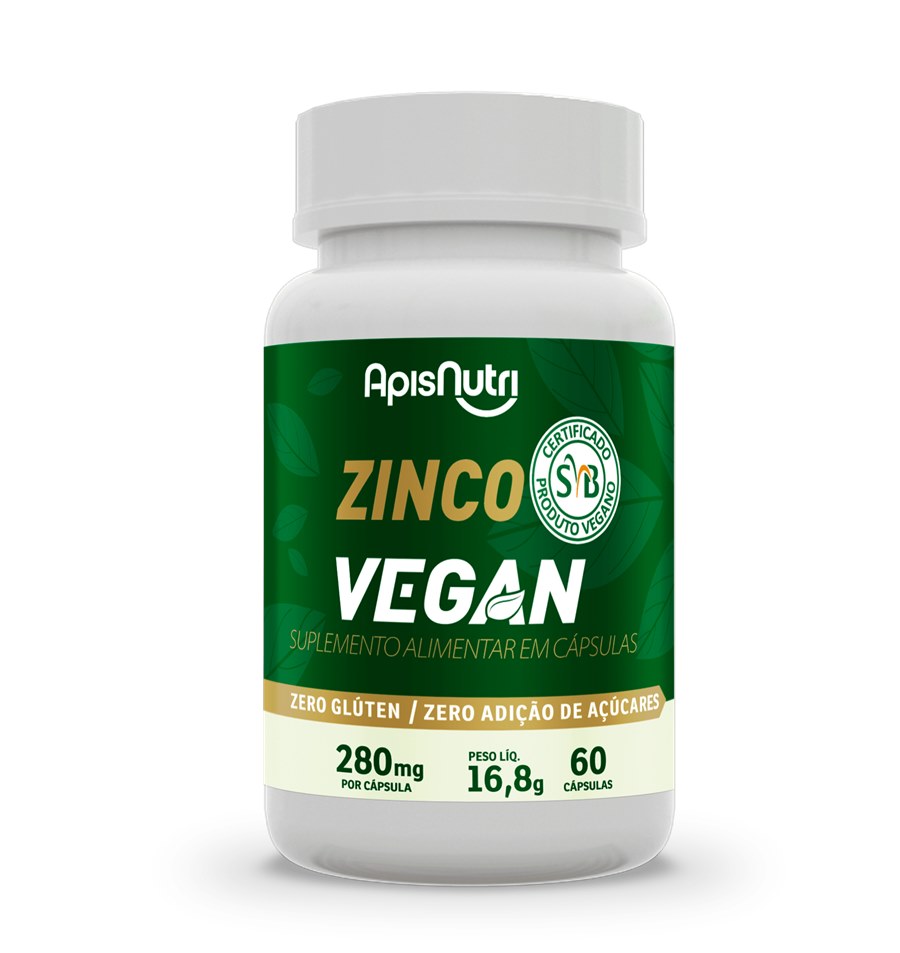 ApisNutri
ZINCO
CERTIFICADO
SVB
PRODUTO VEGANO
VEGAN
SUPLEMENTO ALIMENTAR EM CÁPSULAS
ZERO GLÚTEN / ZERO ADIÇÃO DE AÇÚCARES
280mg
POR CÁPSULA
PESO LÍQ.
16,8g
60
CÁPSULAS